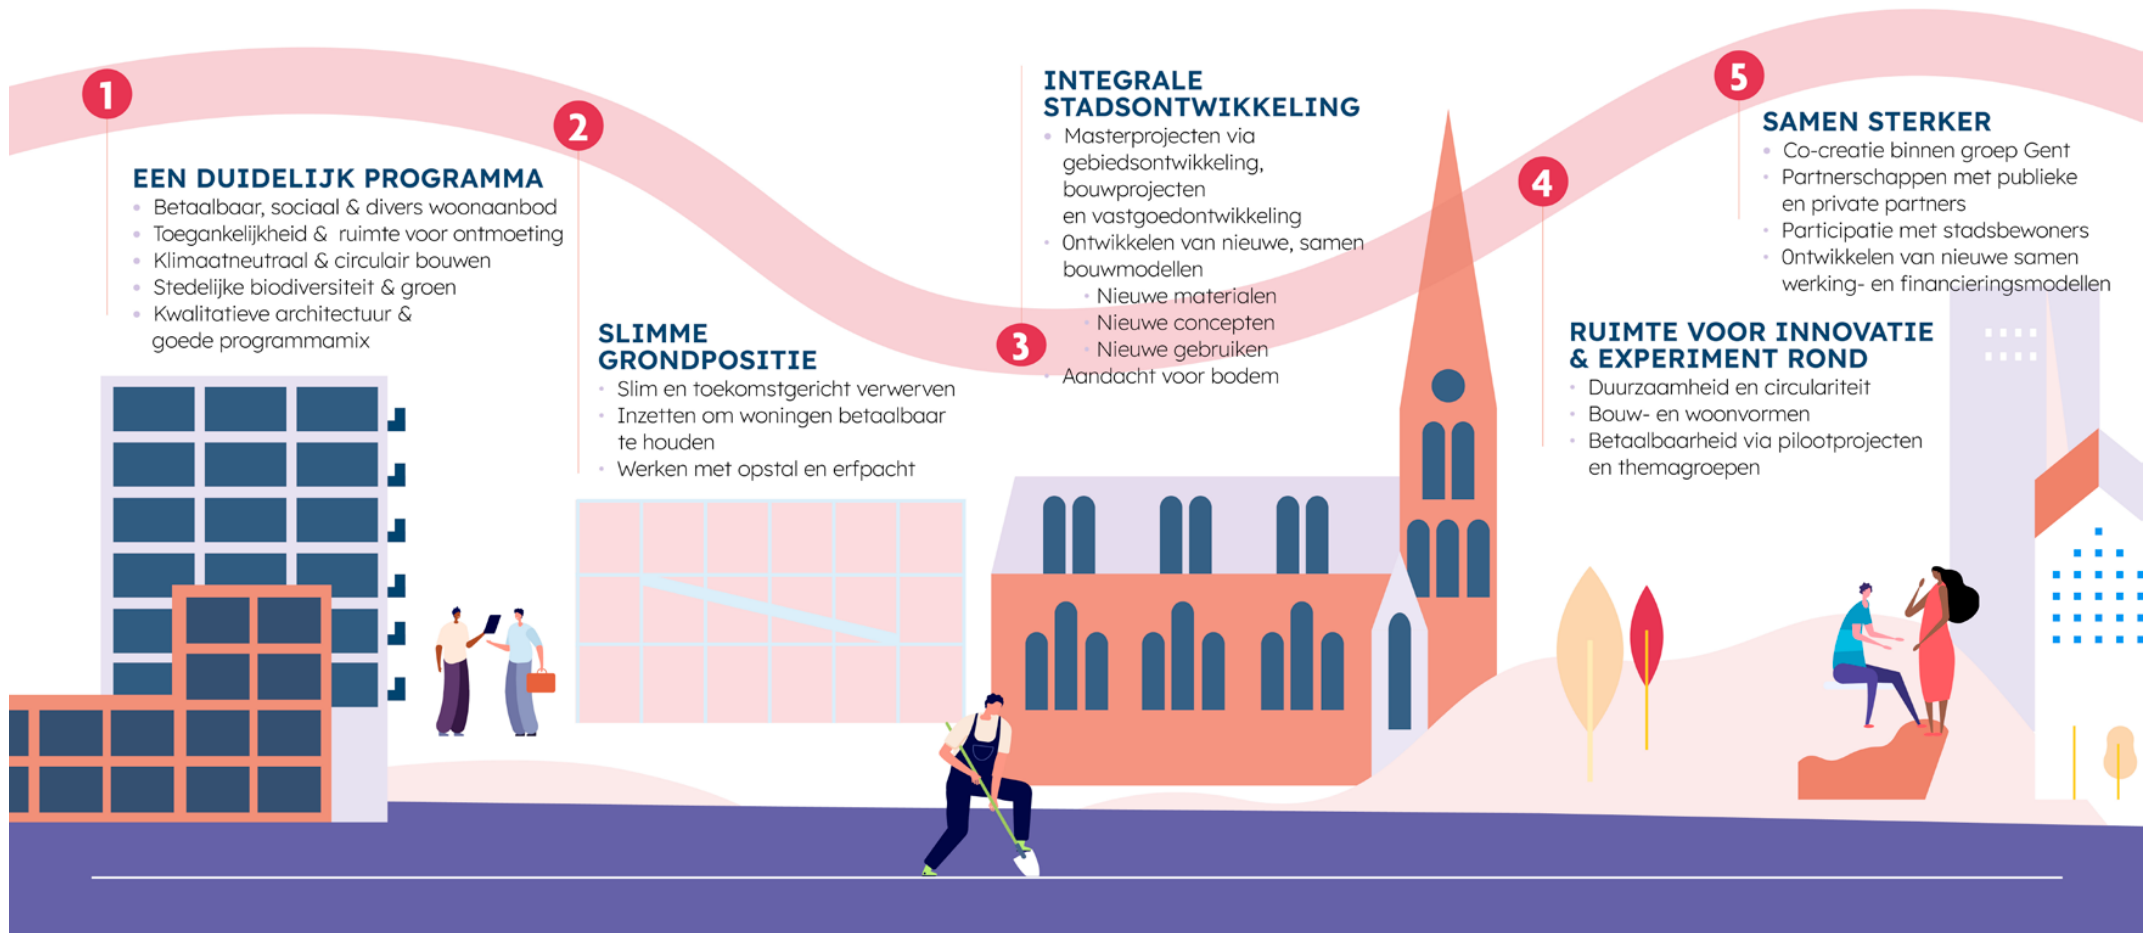 1
EEN DUIDELIJK PROGRAMMA
• Betaalbaar, sociaal & divers woonaanbod
• Toegankelijkheid & ruimte voor ontmoeting
• Klimaatneutraal & circulair bouwen
• Stedelijke biodiversiteit & groen
• Kwalitatieve architectuur &
goede programmamix
2
SLIMME
GRONDPOSITIE
• Slim en toekomstgericht verwerven
• Inzetten om woningen betaalbaar
te houden
• Werken met opstal en erfpacht
3
INTEGRALE
STADSONTWIKKELING
• Masterprojecten via
gebiedsontwikkeling,
bouwprojecten
en vastgoedontwikkeling
• Ontwikkelen van nieuwe, samen
bouwmodellen
• Nieuwe materialen
• Nieuwe concepten
• Nieuwe gebruiken
• Aandacht voor bodem
4
RUIMTE VOOR INNOVATIE
& EXPERIMENT ROND
• Duurzaamheid en circulariteit
• Bouw- en woonvormen
• Betaalbaarheid via pilootprojecten
en themagroepen
5
SAMEN STERKER
• Co-creatie binnen groep Gent
• Partnerschappen met publieke
en private partners
• Participatie met stadsbewoners
• Ontwikkelen van nieuwe samen
werking- en financieringsmodellen